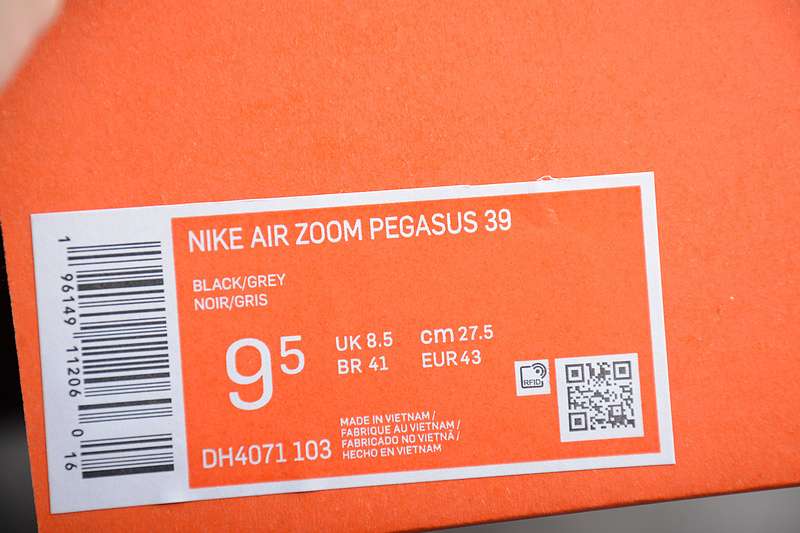 NIKE AIR ZOOM PEGASUS 39
BLACK/GREY
NOIR/GRIS
9⁵
UK 8.5
cm 27.5
BR 41
EUR 43
RFID
DH4071 103
MADE IN VIETNAM /
FABRIQUE AU VIETNAM /
FABRICADO NO VIETNÃ /
HECHO EN VIETNAM
1 96149 11206 0 16